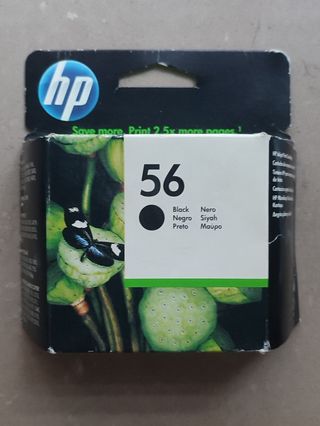 hp
Save more. Print 2.5x more pages !
56
Black Nero
Negro Siyah
Preto Μαύρο